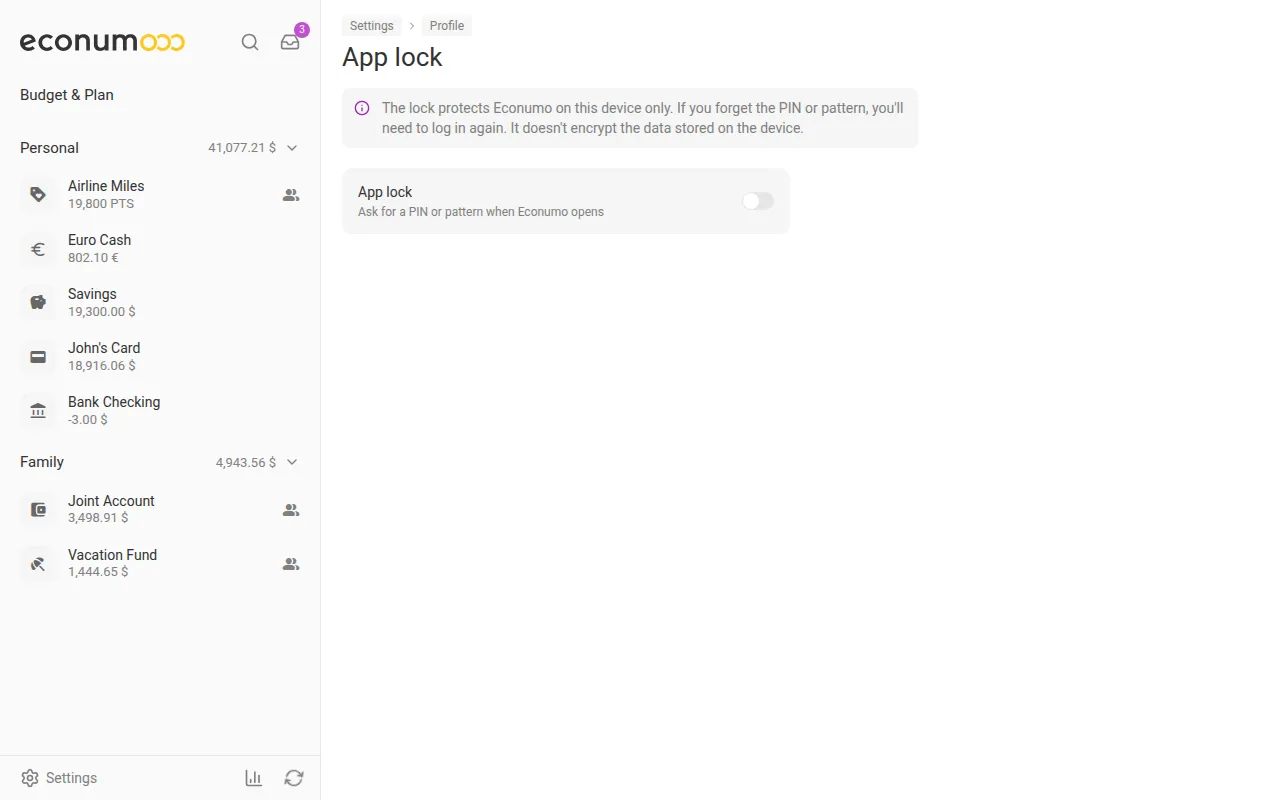 econumo
3
Budget & Plan
Personal
41,077.21 $
Airline Miles
19,800 PTS
Euro Cash
802.10 €
Savings
19,300.00 $
John's Card
18,916.06 $
Bank Checking
-3.00 $
Family
4,943.56 $
Joint Account
3,498.91 $
Vacation Fund
1,444.65 $
Settings
Settings
Profile
App lock
The lock protects Econumo on this device only. If you forget the PIN or pattern, you'll
need to log in again. It doesn't encrypt the data stored on the device.
App lock
Ask for a PIN or pattern when Econumo opens